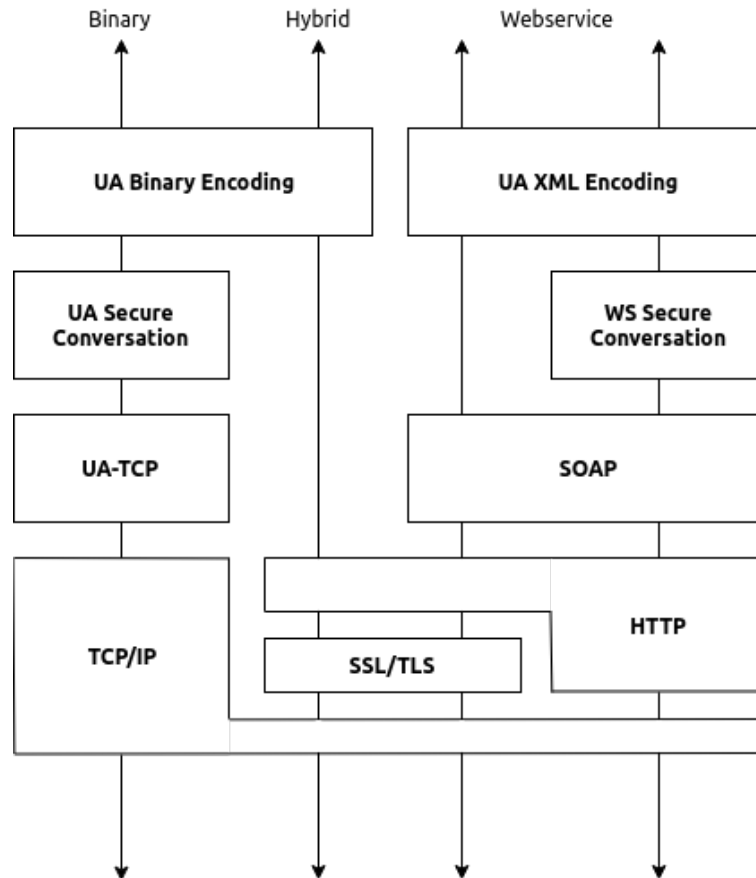 Binary
Hybrid
Webservice
UA Binary Encoding
UA XML Encoding
UA Secure
Conversation
WS Secure
Conversation
UA-TCP
SOAP
TCP/IP
SSL/TLS
HTTP